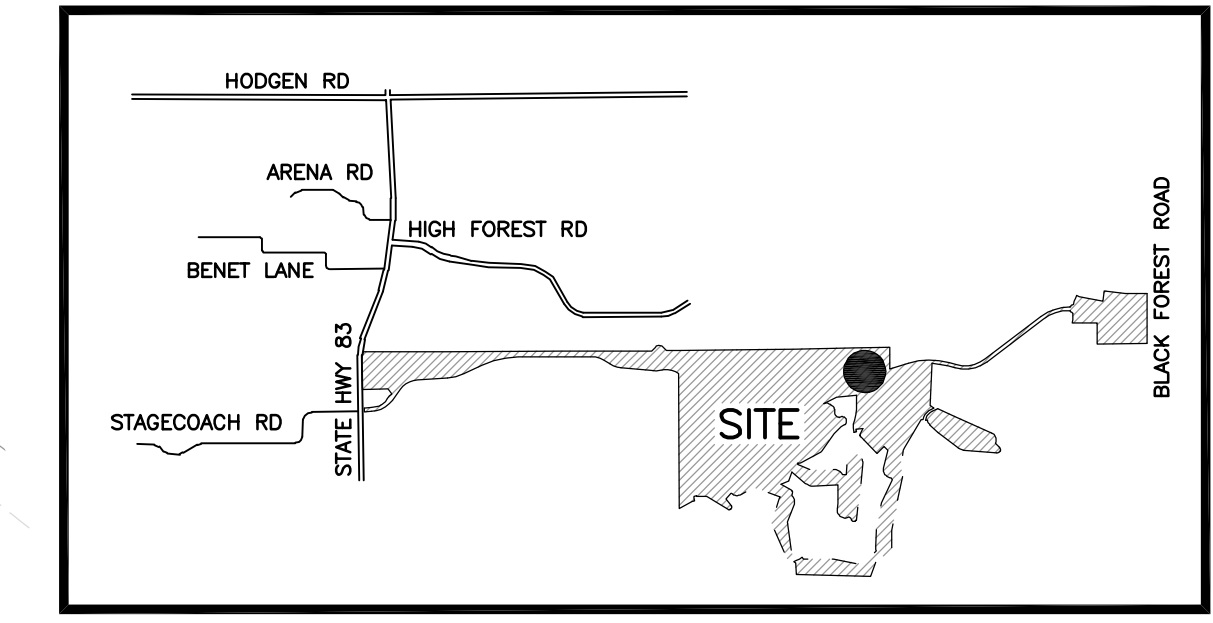 HODGEN RD
ARENA RD
HIGH FOREST RD
BENET LANE
BLACK FOREST ROAD
STATE HWY 83
STAGECOACH RD
SITE